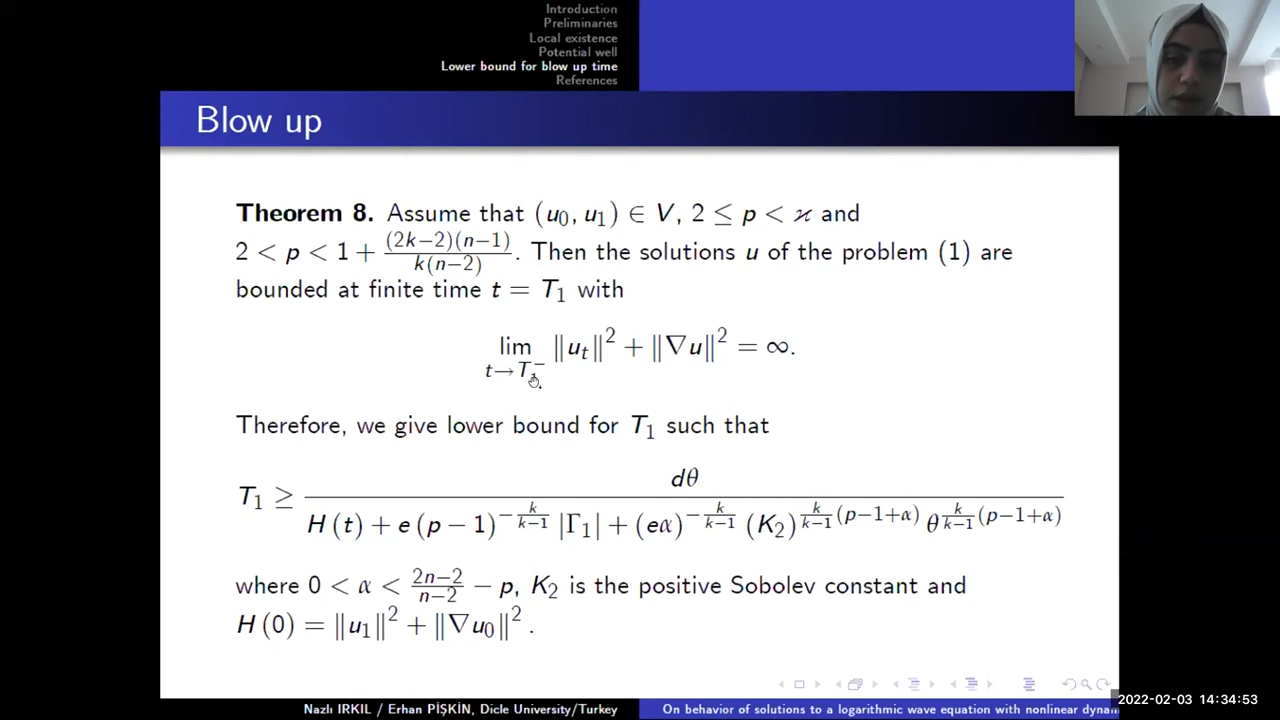 Introduction
Preliminaries
Local existence
Potential well
Lower bound for blow up time
References
Blow up
Theorem 8. Assume that (u₀, u₁) ∈ V, 2 ≤ p < ϰ and
2 < p < 1 + (2k−2)(n−1)/k(n−2). Then the solutions u of the problem (1) are
bounded at finite time t = T₁ with
lim t→T₁⁻ ‖uₜ‖² + ‖∇u‖² = ∞.
Therefore, we give lower bound for T₁ such that
T₁ ≥ dθ / H(t) + e(p−1)^{−k/(k−1)} |Γ₁| + (eα)^{−k/(k−1)} (K₂)^{k/(k−1)(p−1+α)} θ^{k/(k−1)(p−1+α)}
where 0 < α < (2n−2)/(n−2) − p, K₂ is the positive Sobolev constant and
H(0) = ‖u₁‖² + ‖∇u₀‖².
Nazlı IRKIL / Erhan PİŞKİN, Dicle University/Turkey
On behavior of solutions to a logarithmic wave equation with nonlinear dynam
2022-02-03 14:34:53